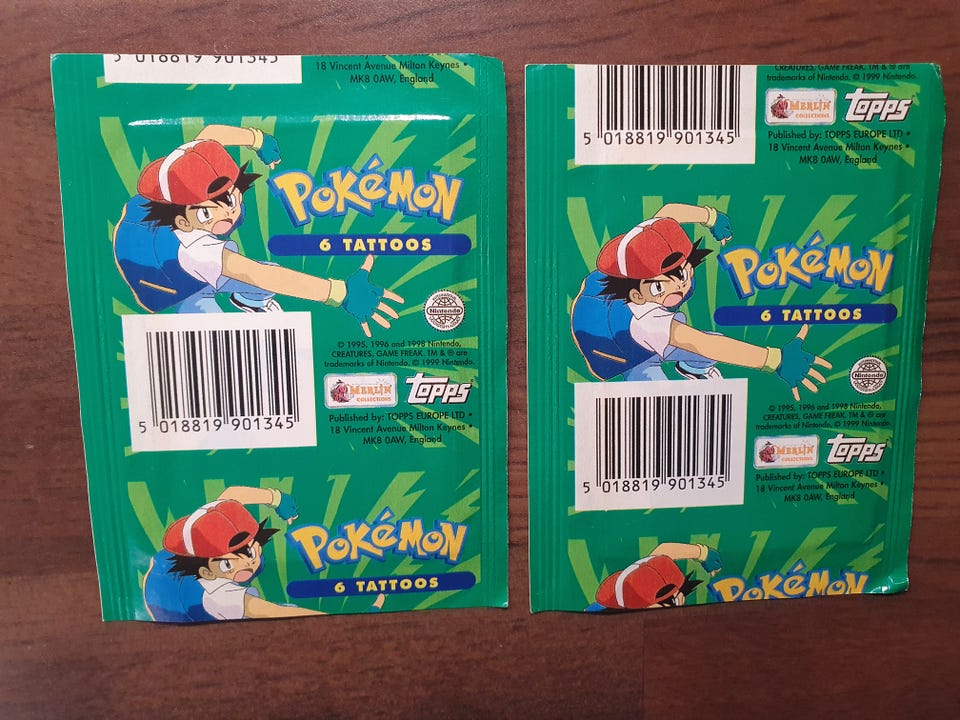 5 018819 901345
18 Vincent Avenue Milton Keynes •
MK8 0AW, England
POKéMON
6 TATTOOS
Nintendo
© 1995, 1996 and 1998 Nintendo,
CREATURES, GAME FREAK. TM & ® are
trademarks of Nintendo. © 1999 Nintendo.
MERLIN
COLLECTIONS
TOPPS
Published by: TOPPS EUROPE LTD •
18 Vincent Avenue Milton Keynes •
MK8 0AW, England
5 018819 901345
POKéMON
6 TATTOOS
CREATURES, GAME FREAK. TM & ® are
trademarks of Nintendo. © 1999 Nintendo.
MERLIN
COLLECTIONS
TOPPS
5 018819 901345
Published by: TOPPS EUROPE LTD •
18 Vincent Avenue Milton Keynes •
MK8 0AW, England
POKéMON
6 TATTOOS
Nintendo
© 1995, 1996 and 1998 Nintendo,
CREATURES, GAME FREAK. TM & ® are
trademarks of Nintendo. © 1999 Nintendo.
MERLIN
COLLECTIONS
TOPPS
Published by: TOPPS EUROPE LTD •
18 Vincent Avenue Milton Keynes •
MK8 0AW, England
5 018819 901345
POKéMON